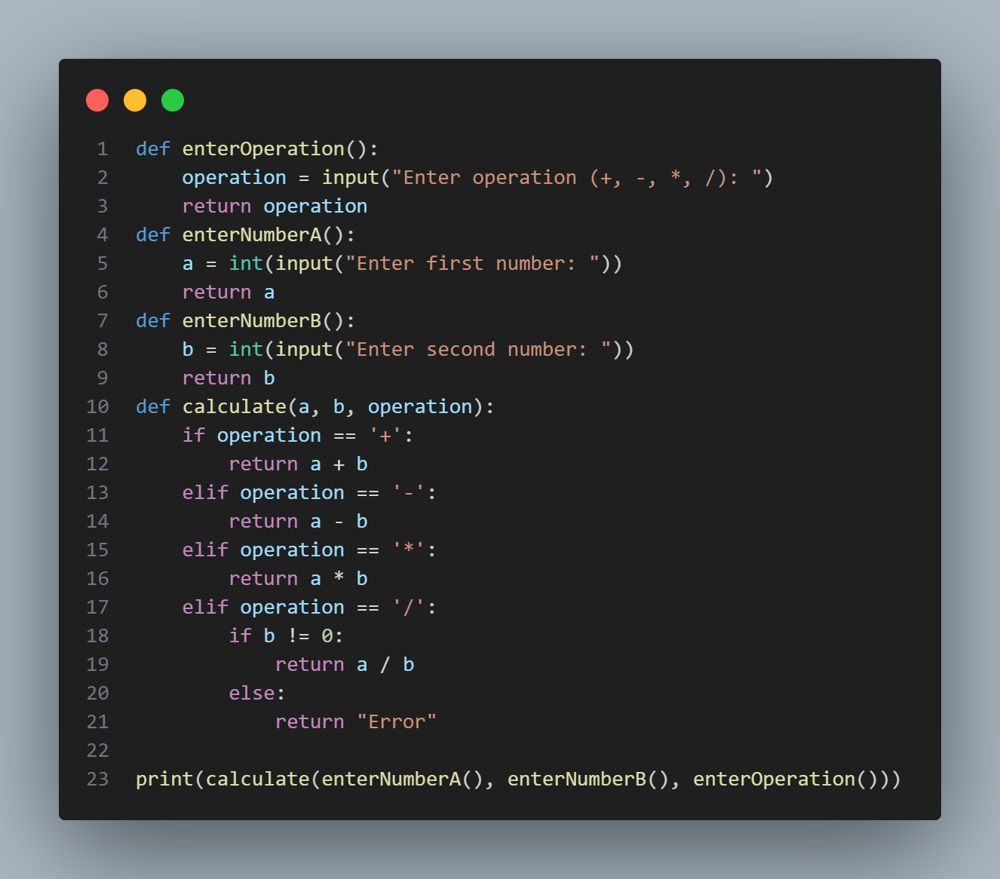 1 def enterOperation():
2     operation = input("Enter operation (+, -, *, /): ")
3     return operation
4 def enterNumberA():
5     a = int(input("Enter first number: "))
6     return a
7 def enterNumberB():
8     b = int(input("Enter second number: "))
9     return b
10 def calculate(a, b, operation):
11     if operation == '+':
12         return a + b
13     elif operation == '-':
14         return a - b
15     elif operation == '*':
16         return a * b
17     elif operation == '/':
18         if b != 0:
19             return a / b
20         else:
21             return "Error"
22
23 print(calculate(enterNumberA(), enterNumberB(), enterOperation()))